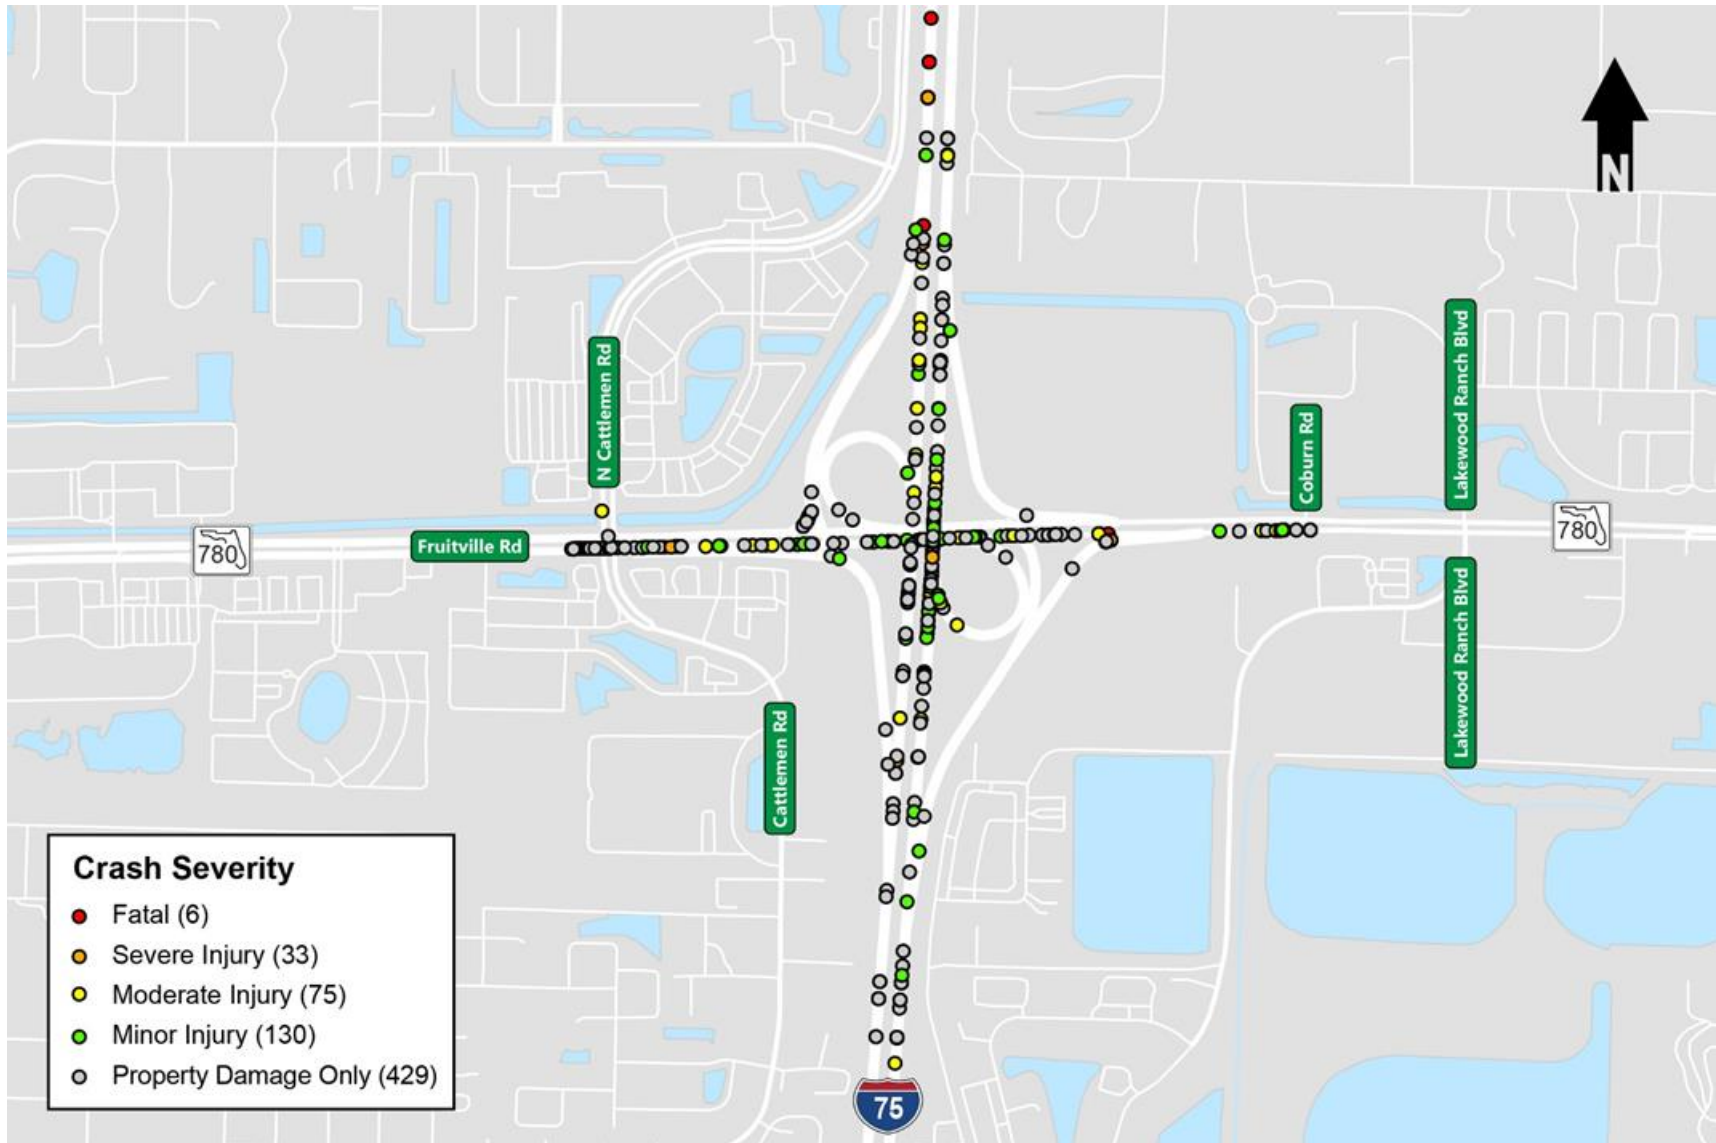 N
N Cattlemen Rd
Lakewood Ranch Blvd
Coburn Rd
780
Fruitville Rd
780
Lakewood Ranch Blvd
Cattlemen Rd
Crash Severity
Fatal (6)
Severe Injury (33)
Moderate Injury (75)
Minor Injury (130)
Property Damage Only (429)
75